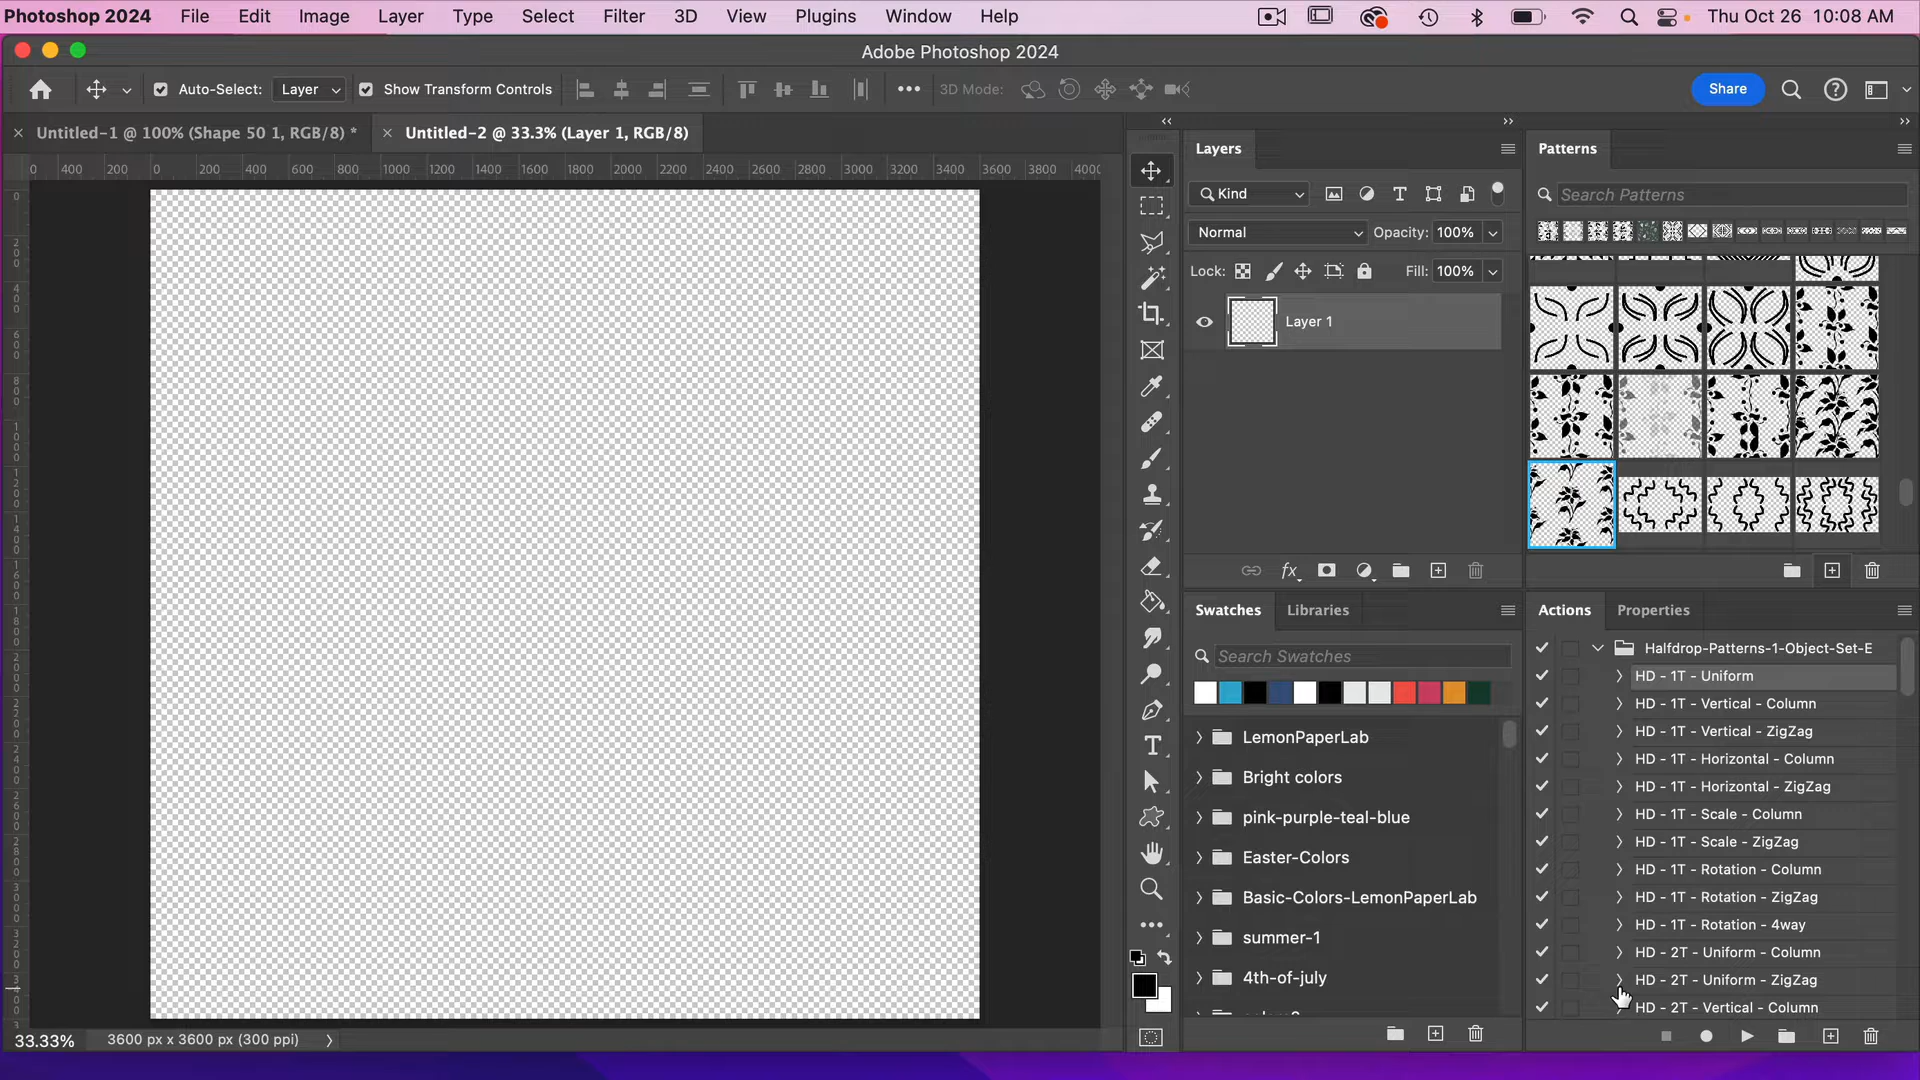 Photoshop 2024 File Edit Image Layer Type Select Filter 3D View Plugins Window Help Thu Oct 26 10:08 AM
Adobe Photoshop 2024
Auto-Select: Layer Show Transform Controls ••• 3D Mode: Share
Untitled-1 @ 100% (Shape 50 1, RGB/8) * Untitled-2 @ 33.3% (Layer 1, RGB/8)
0 400 200 0 200 400 600 800 1000 1200 1400 1600 1800 2000 2200 2400 2600 2800 3000 3200 3400 3600 3800 4000
Layers
Kind
Normal Opacity: 100%
Lock: Fill: 100%
Layer 1
fx
Patterns
Search Patterns
Swatches Libraries
Search Swatches
LemonPaperLab
Bright colors
pink-purple-teal-blue
Easter-Colors
Basic-Colors-LemonPaperLab
summer-1
4th-of-july
Actions Properties
Halfdrop-Patterns-1-Object-Set-E
HD - 1T - Uniform
HD - 1T - Vertical - Column
HD - 1T - Vertical - ZigZag
HD - 1T - Horizontal - Column
HD - 1T - Horizontal - ZigZag
HD - 1T - Scale - Column
HD - 1T - Scale - ZigZag
HD - 1T - Rotation - Column
HD - 1T - Rotation - ZigZag
HD - 1T - Rotation - 4way
HD - 2T - Uniform - Column
HD - 2T - Uniform - ZigZag
HD - 2T - Vertical - Column
33.33% 3600 px x 3600 px (300 ppi)